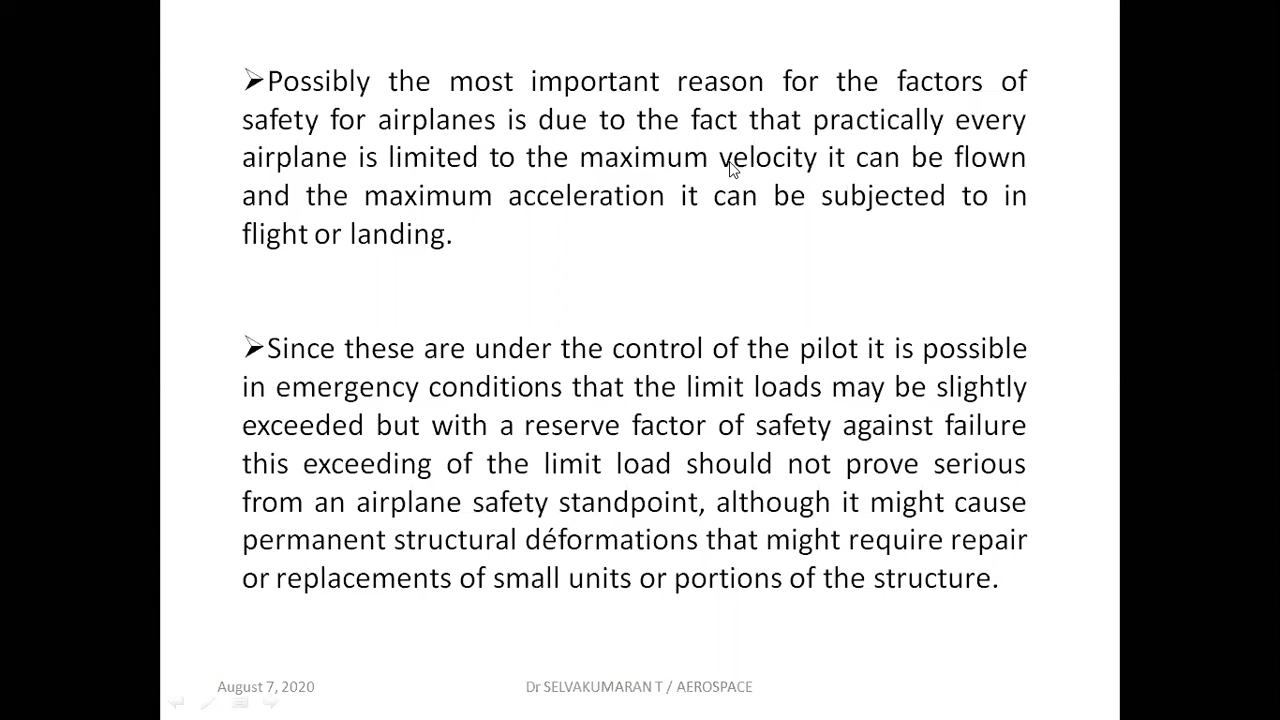 ➢Possibly the most important reason for the factors of
safety for airplanes is due to the fact that practically every
airplane is limited to the maximum velocity it can be flown
and the maximum acceleration it can be subjected to in
flight or landing.
➢Since these are under the control of the pilot it is possible
in emergency conditions that the limit loads may be slightly
exceeded but with a reserve factor of safety against failure
this exceeding of the limit load should not prove serious
from an airplane safety standpoint, although it might cause
permanent structural déformations that might require repair
or replacements of small units or portions of the structure.
August 7, 2020
Dr SELVAKUMARAN T / AEROSPACE